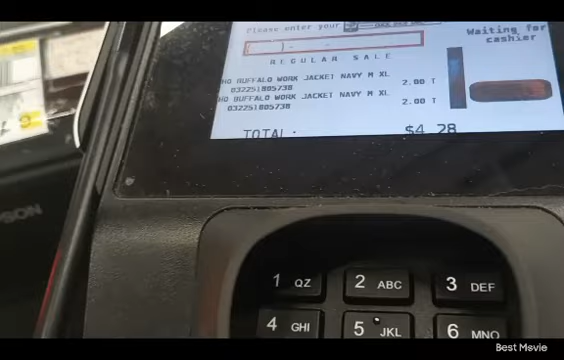 Please enter your
( ) - -
Waiting for
cashier
REGULAR SALE
HO BUFFALO WORK JACKET NAVY M XL
032251805738 2.00 T
HO BUFFALO WORK JACKET NAVY M XL
032251805738 2.00 T
TOTAL: $4.28
1 QZ 2 ABC 3 DEF
4 GHI 5 JKL 6 MNO
Best Movie